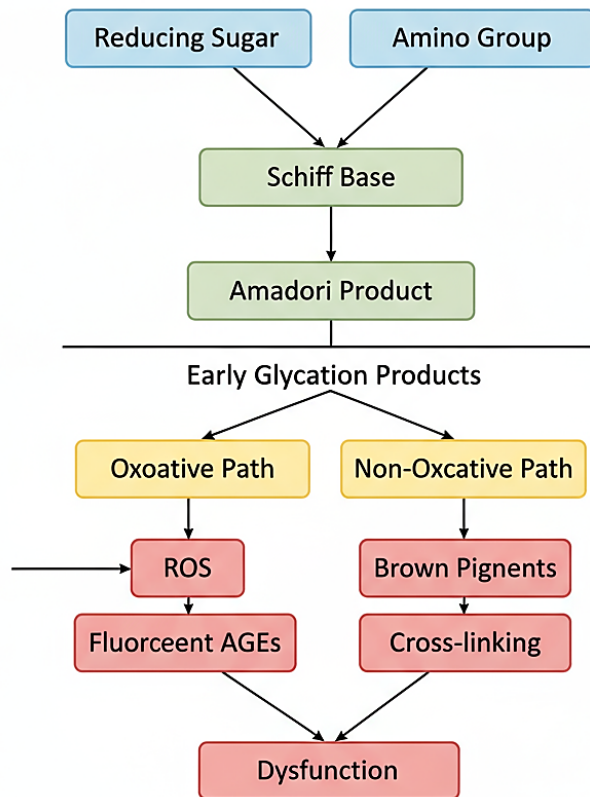 Reducing Sugar
Amino Group
Schiff Base
Amadori Product
Early Glycation Products
Oxoative Path
Non-Oxcative Path
ROS
Brown Pignents
Fluorceent AGEs
Cross-linking
Dysfunction